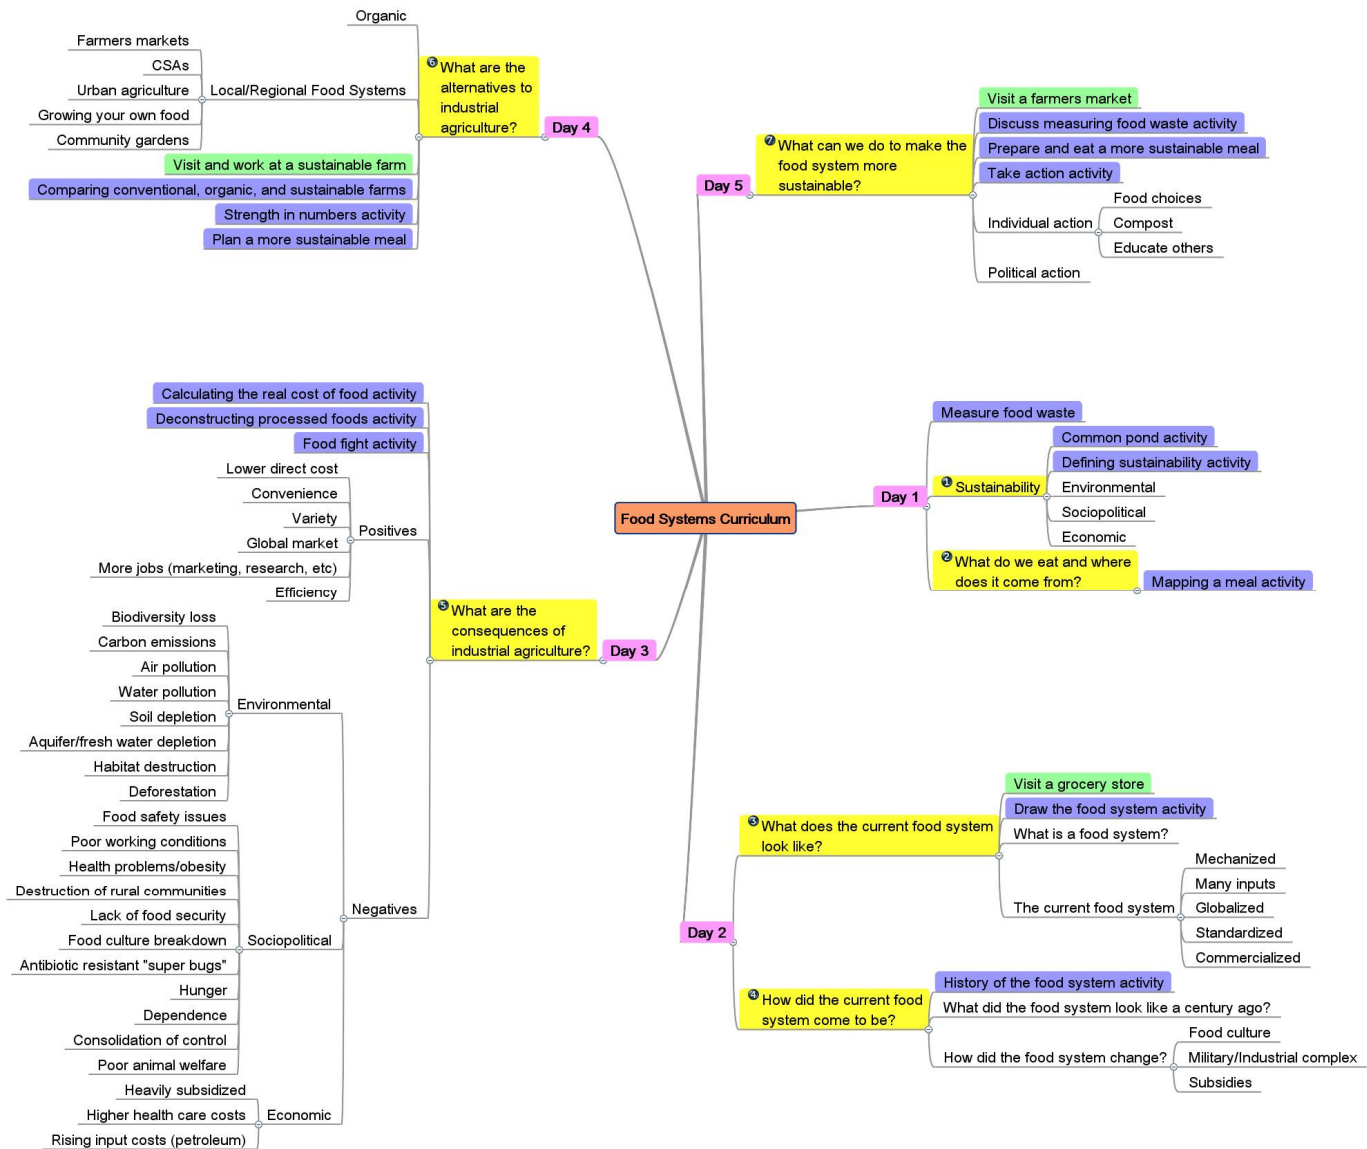 Food Systems Curriculum
Day 1
Measure food waste
1 Sustainability
Common pond activity
Defining sustainability activity
Environmental
Sociopolitical
Economic
2 What do we eat and where
does it come from?
Mapping a meal activity
Day 2
3 What does the current food system
look like?
Visit a grocery store
Draw the food system activity
What is a food system?
The current food system
Mechanized
Many inputs
Globalized
Standardized
Commercialized
4 How did the current food
system come to be?
History of the food system activity
What did the food system look like a century ago?
How did the food system change?
Food culture
Military/Industrial complex
Subsidies
Day 3
5 What are the
consequences of
industrial agriculture?
Calculating the real cost of food activity
Deconstructing processed foods activity
Food fight activity
Positives
Lower direct cost
Convenience
Variety
Global market
More jobs (marketing, research, etc)
Efficiency
Negatives
Environmental
Biodiversity loss
Carbon emissions
Air pollution
Water pollution
Soil depletion
Aquifer/fresh water depletion
Habitat destruction
Deforestation
Sociopolitical
Food safety issues
Poor working conditions
Health problems/obesity
Destruction of rural communities
Lack of food security
Food culture breakdown
Antibiotic resistant "super bugs"
Hunger
Dependence
Consolidation of control
Poor animal welfare
Economic
Heavily subsidized
Higher health care costs
Rising input costs (petroleum)
Day 4
6 What are the
alternatives to
industrial
agriculture?
Organic
Local/Regional Food Systems
Farmers markets
CSAs
Urban agriculture
Growing your own food
Community gardens
Visit and work at a sustainable farm
Comparing conventional, organic, and sustainable farms
Strength in numbers activity
Plan a more sustainable meal
Day 5
7 What can we do to make the
food system more
sustainable?
Visit a farmers market
Discuss measuring food waste activity
Prepare and eat a more sustainable meal
Take action activity
Individual action
Food choices
Compost
Educate others
Political action